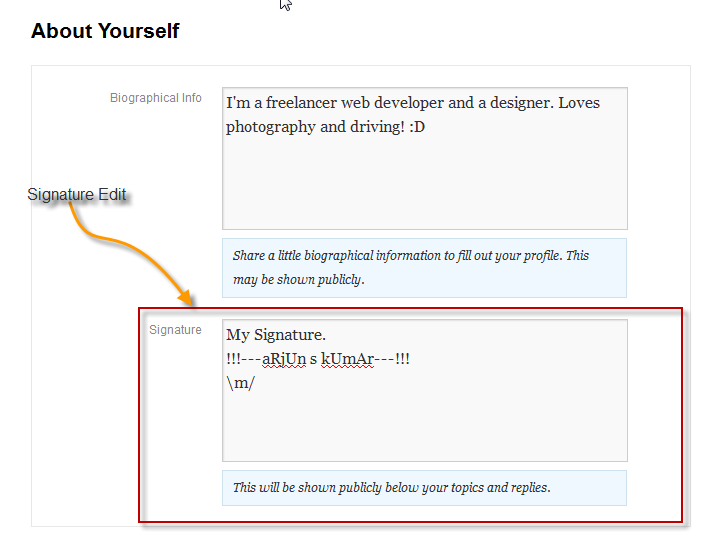 About Yourself
Biographical Info
I'm a freelancer web developer and a designer. Loves
photography and driving! :D
Signature Edit
Share a little biographical information to fill out your profile. This
may be shown publicly.
Signature
My Signature.
!!!---aRjUn s kUmAr---!!!
\m/
This will be shown publicly below your topics and replies.